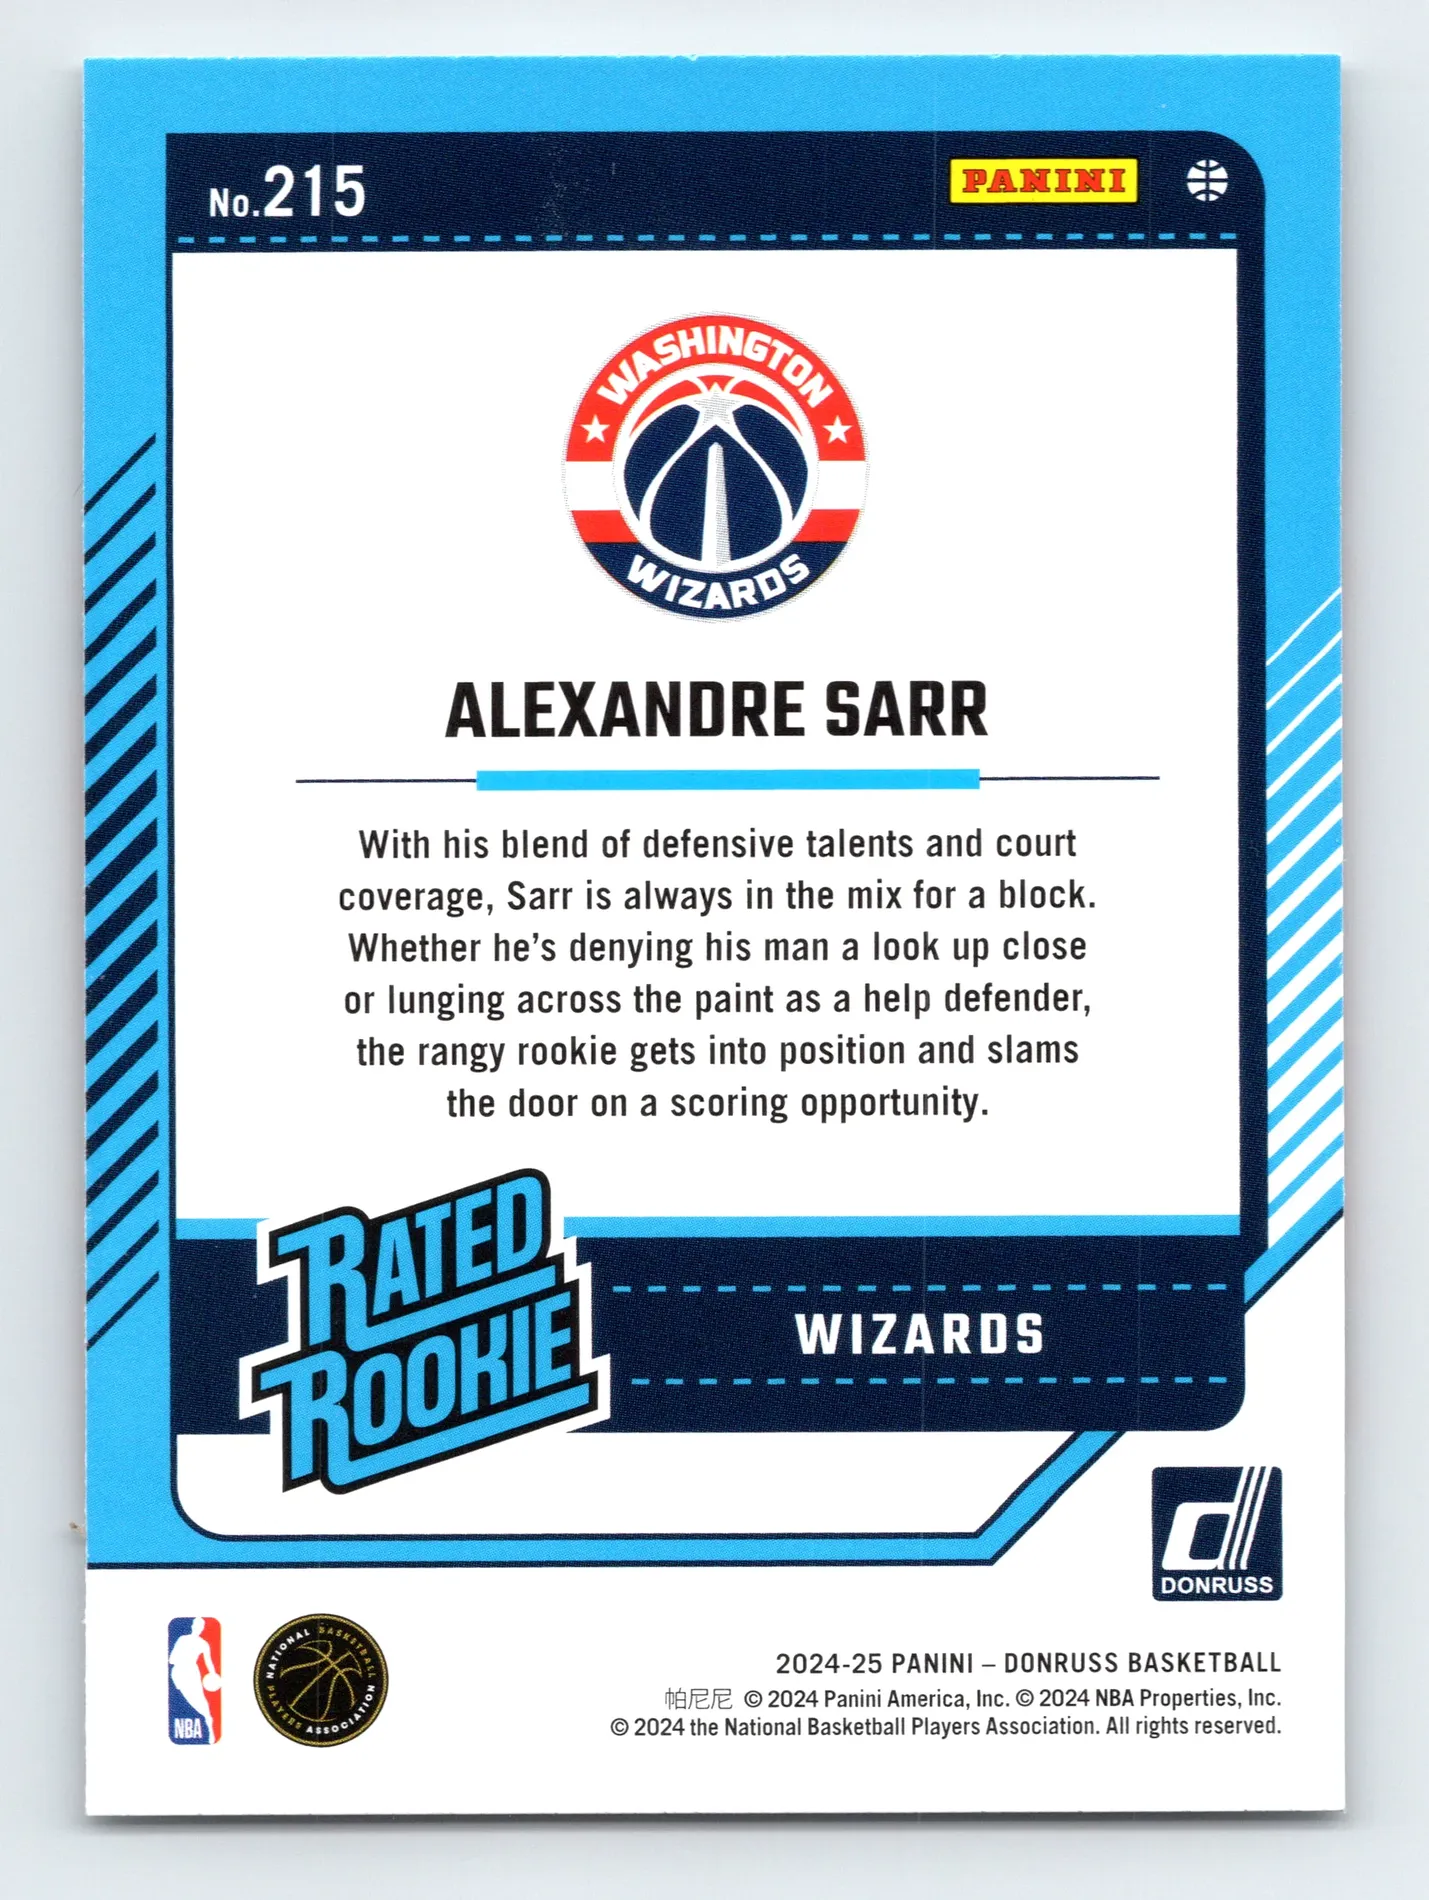 No.215
PANINI
WASHINGTON
WIZARDS
ALEXANDRE SARR
With his blend of defensive talents and court
coverage, Sarr is always in the mix for a block.
Whether he's denying his man a look up close
or lunging across the paint as a help defender,
the rangy rookie gets into position and slams
the door on a scoring opportunity.
RATED
ROOKIE
WIZARDS
d
DONRUSS
NBA
NATIONAL BASKETBALL
PLAYERS ASSOCIATION
2024-25 PANINI – DONRUSS BASKETBALL
帕尼尼 © 2024 Panini America, Inc. © 2024 NBA Properties, Inc.
© 2024 the National Basketball Players Association. All rights reserved.